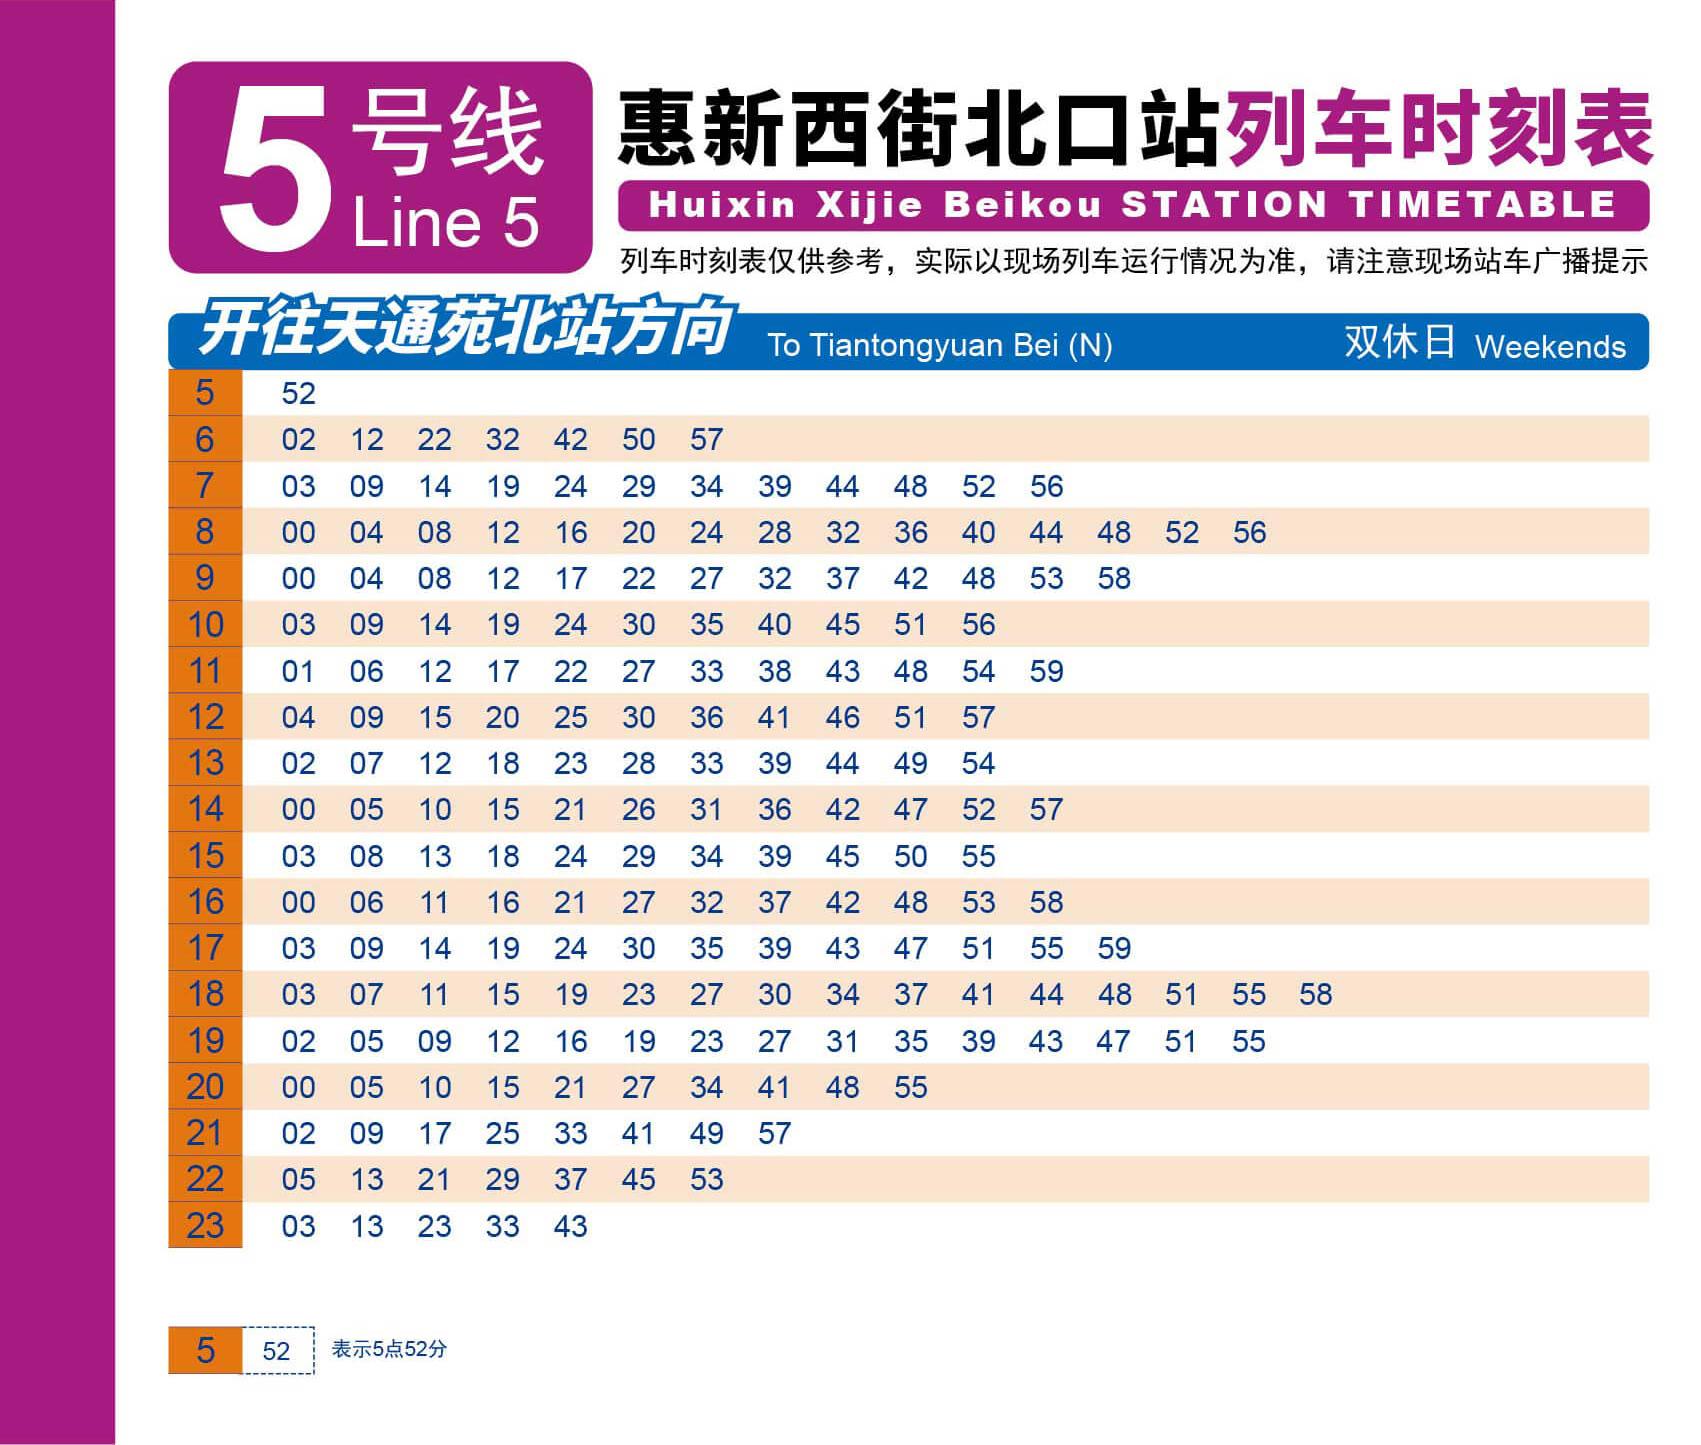 5号线
Line 5
惠新西街北口站列车时刻表
Huixin Xijie Beikou STATION TIMETABLE
列车时刻表仅供参考，实际以现场列车运行情况为准，请注意现场站车广播提示
开往天通苑北站方向 To Tiantongyuan Bei (N) 双休日 Weekends
5 52
6 02 12 22 32 42 50 57
7 03 09 14 19 24 29 34 39 44 48 52 56
8 00 04 08 12 16 20 24 28 32 36 40 44 48 52 56
9 00 04 08 12 17 22 27 32 37 42 48 53 58
10 03 09 14 19 24 30 35 40 45 51 56
11 01 06 12 17 22 27 33 38 43 48 54 59
12 04 09 15 20 25 30 36 41 46 51 57
13 02 07 12 18 23 28 33 39 44 49 54
14 00 05 10 15 21 26 31 36 42 47 52 57
15 03 08 13 18 24 29 34 39 45 50 55
16 00 06 11 16 21 27 32 37 42 48 53 58
17 03 09 14 19 24 30 35 39 43 47 51 55 59
18 03 07 11 15 19 23 27 30 34 37 41 44 48 51 55 58
19 02 05 09 12 16 19 23 27 31 35 39 43 47 51 55
20 00 05 10 15 21 27 34 41 48 55
21 02 09 17 25 33 41 49 57
22 05 13 21 29 37 45 53
23 03 13 23 33 43
5 52 表示5点52分